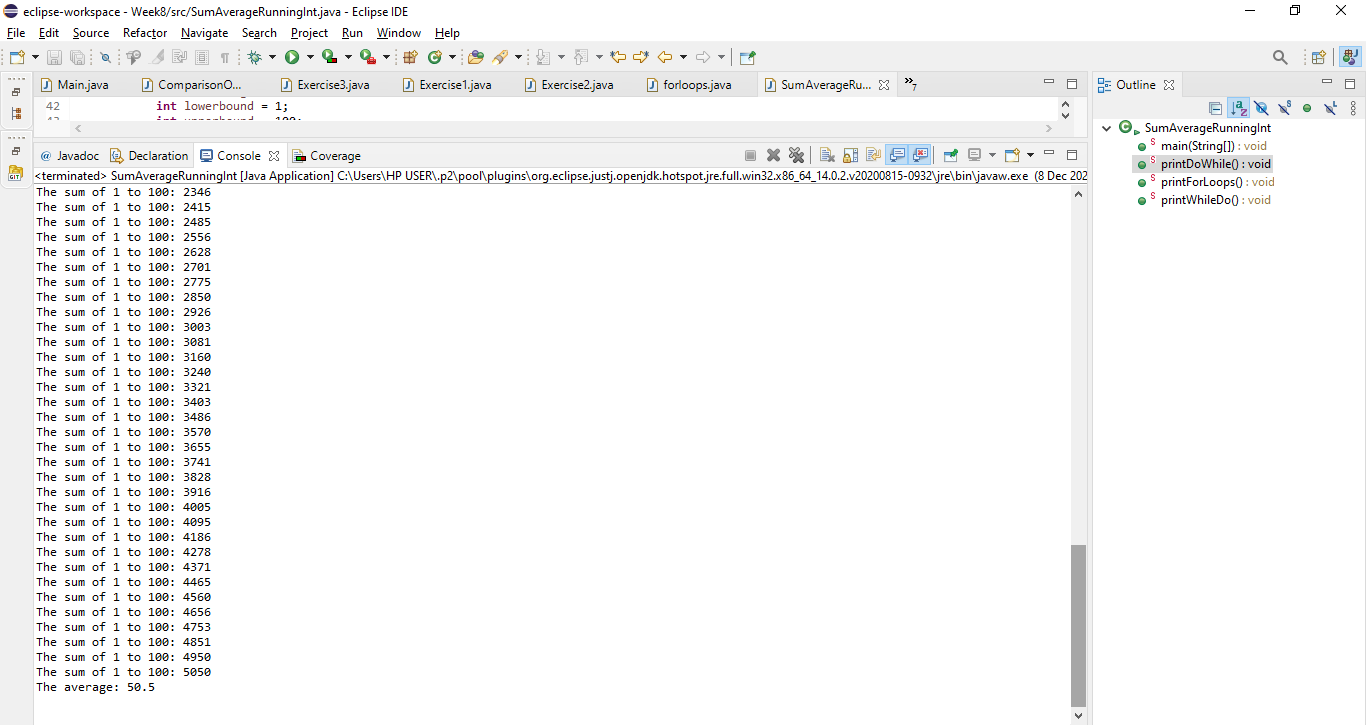 eclipse-workspace - Week8/src/SumAverageRunningInt.java - Eclipse IDE
File Edit Source Refactor Navigate Search Project Run Window Help
Main.java ComparisonO... Exercise3.java Exercise1.java Exercise2.java forloops.java SumAverageRu... »7
42 int lowerbound = 1;
Javadoc Declaration Console Coverage
<terminated> SumAverageRunningInt [Java Application] C:\Users\HP USER\.p2\pool\plugins\org.eclipse.justj.openjdk.hotspot.jre.full.win32.x86_64_14.0.2.v20200815-0932\jre\bin\javaw.exe (8 Dec 202
The sum of 1 to 100: 2346
The sum of 1 to 100: 2415
The sum of 1 to 100: 2485
The sum of 1 to 100: 2556
The sum of 1 to 100: 2628
The sum of 1 to 100: 2701
The sum of 1 to 100: 2775
The sum of 1 to 100: 2850
The sum of 1 to 100: 2926
The sum of 1 to 100: 3003
The sum of 1 to 100: 3081
The sum of 1 to 100: 3160
The sum of 1 to 100: 3240
The sum of 1 to 100: 3321
The sum of 1 to 100: 3403
The sum of 1 to 100: 3486
The sum of 1 to 100: 3570
The sum of 1 to 100: 3655
The sum of 1 to 100: 3741
The sum of 1 to 100: 3828
The sum of 1 to 100: 3916
The sum of 1 to 100: 4005
The sum of 1 to 100: 4095
The sum of 1 to 100: 4186
The sum of 1 to 100: 4278
The sum of 1 to 100: 4371
The sum of 1 to 100: 4465
The sum of 1 to 100: 4560
The sum of 1 to 100: 4656
The sum of 1 to 100: 4753
The sum of 1 to 100: 4851
The sum of 1 to 100: 4950
The sum of 1 to 100: 5050
The average: 50.5
Outline
SumAverageRunningInt
main(String[]) : void
printDoWhile() : void
printForLoops() : void
printWhileDo() : void